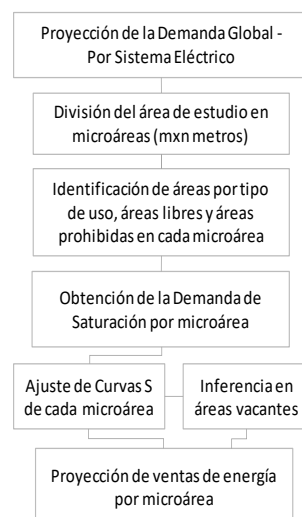 Proyección de la Demanda Global -
Por Sistema Eléctrico
División del área de estudio en
microáreas (mxn metros)
Identificación de áreas por tipo
de uso, áreas libres y áreas
prohibidas en cada microárea
Obtención de la Demanda de
Saturación por microárea
Ajuste de Curvas S
de cada microárea
Inferencia en
áreas vacantes
Proyección de ventas de energía
por microárea